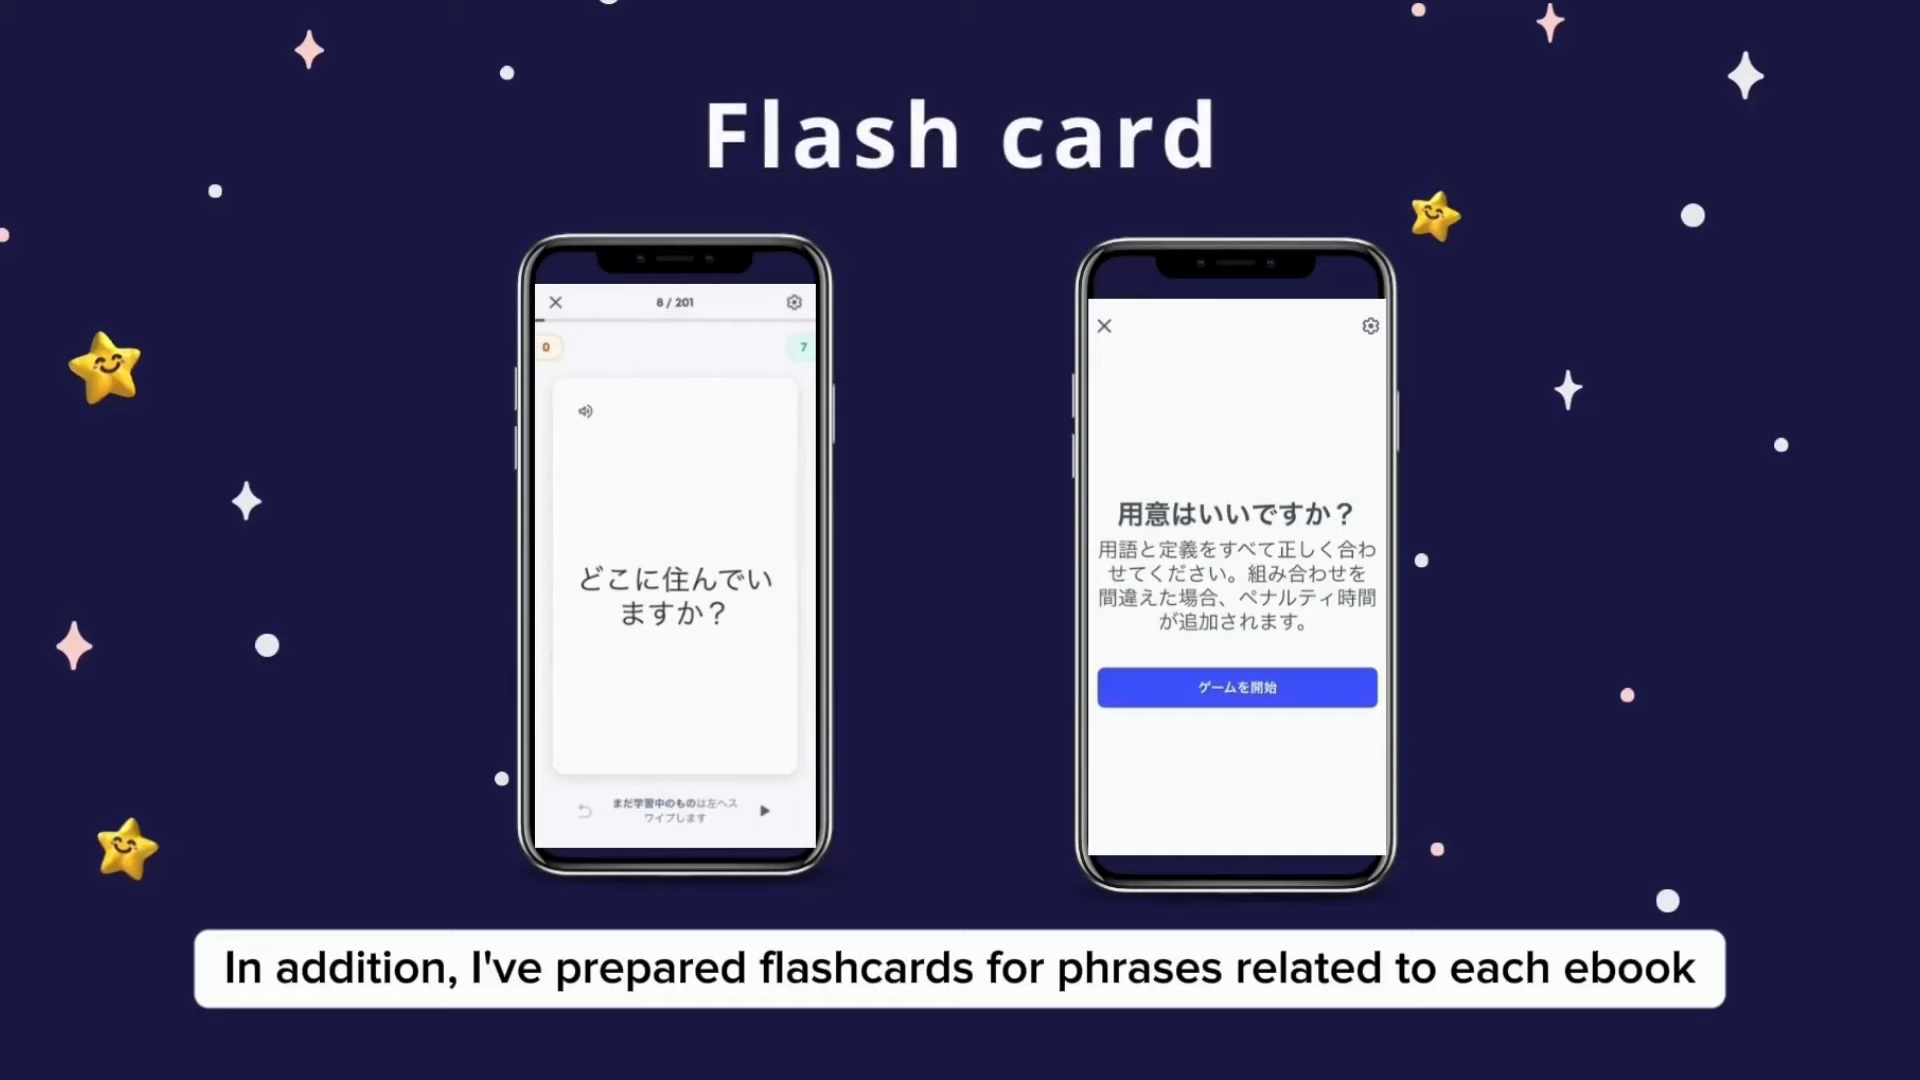 Flash card
8 / 201
0
7
どこに住んでい
ますか？
まだ学習中のものは左へス
ワイプします
用意はいいですか？
用語と定義をすべて正しく合わ
せてください。組み合わせを
間違えた場合、ペナルティ時間
が追加されます。
ゲームを開始
In addition, I've prepared flashcards for phrases related to each ebook